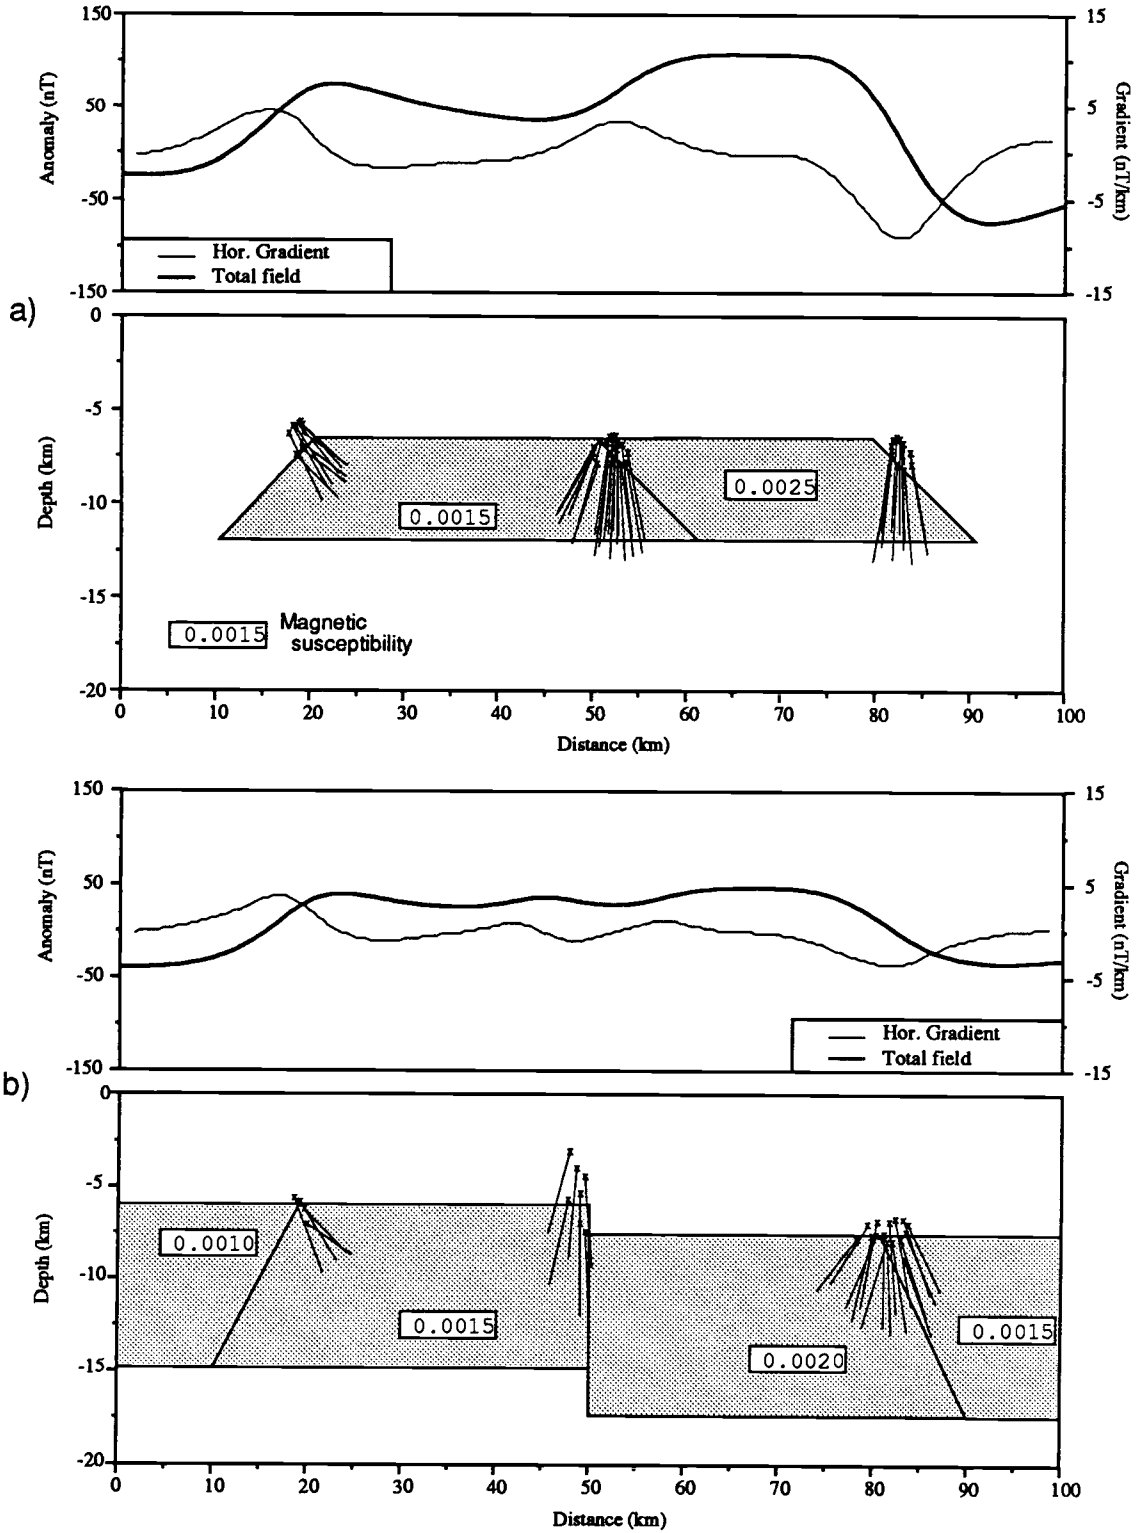 150
50
-50
-150
Anomaly (nT)
15
5
-5
-15
Gradient (nT/km)
Hor. Gradient
Total field
a)
0
-5
-10
-15
-20
Depth (km)
0.0015
0.0025
0.0015
Magnetic
susceptibility
0 10 20 30 40 50 60 70 80 90 100
Distance (km)
150
50
-50
-150
Anomaly (nT)
15
5
-5
-15
Gradient (nT/km)
Hor. Gradient
Total field
b)
0
-5
-10
-15
-20
Depth (km)
0.0010
0.0015
0.0020
0.0015
0 10 20 30 40 50 60 70 80 90 100
Distance (km)